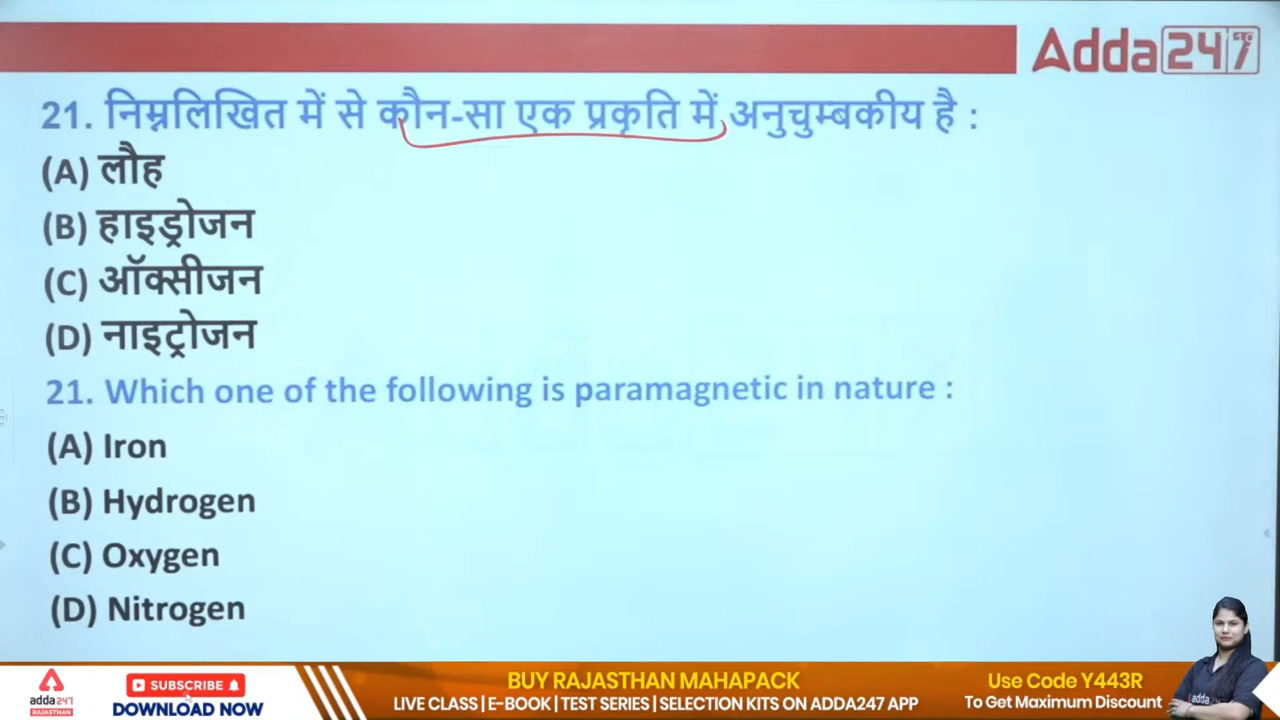 Adda247
21. निम्नलिखित में से कौन-सा एक प्रकृति में अनुचुम्बकीय है :
(A) लौह
(B) हाइड्रोजन
(C) ऑक्सीजन
(D) नाइट्रोजन
21. Which one of the following is paramagnetic in nature :
(A) Iron
(B) Hydrogen
(C) Oxygen
(D) Nitrogen
adda247
RAJASTHAN
SUBSCRIBE
DOWNLOAD NOW
BUY RAJASTHAN MAHAPACK
LIVE CLASS | E-BOOK | TEST SERIES | SELECTION KITS ON ADDA247 APP
Use Code Y443R
To Get Maximum Discount
adda247